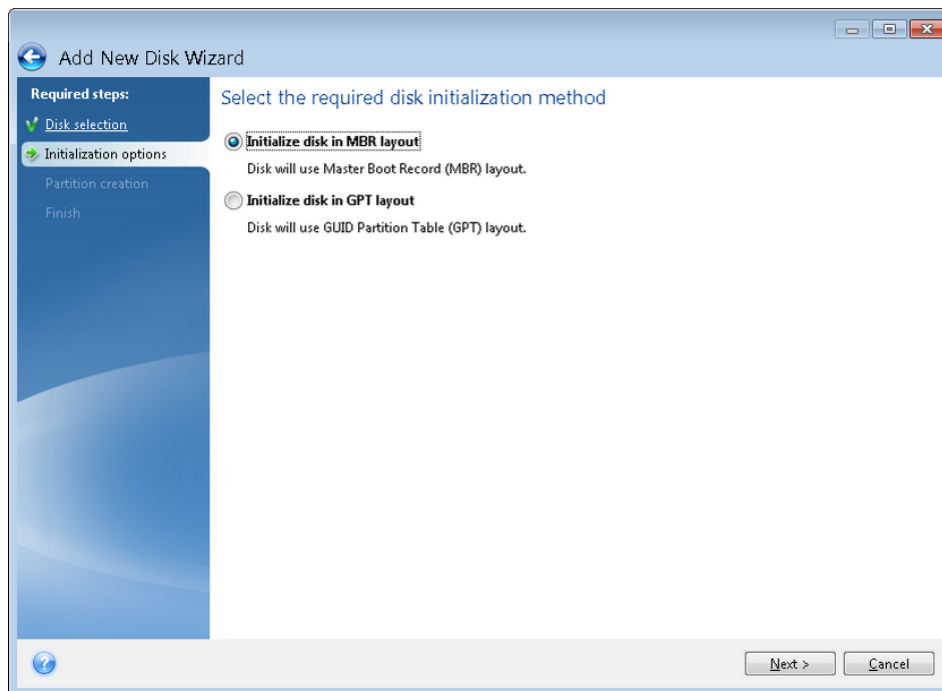 Add New Disk Wizard
Required steps:
Disk selection
Initialization options
Partition creation
Finish
Select the required disk initialization method
Initialize disk in MBR layout
Disk will use Master Boot Record (MBR) layout.
Initialize disk in GPT layout
Disk will use GUID Partition Table (GPT) layout.
?
Next >
Cancel